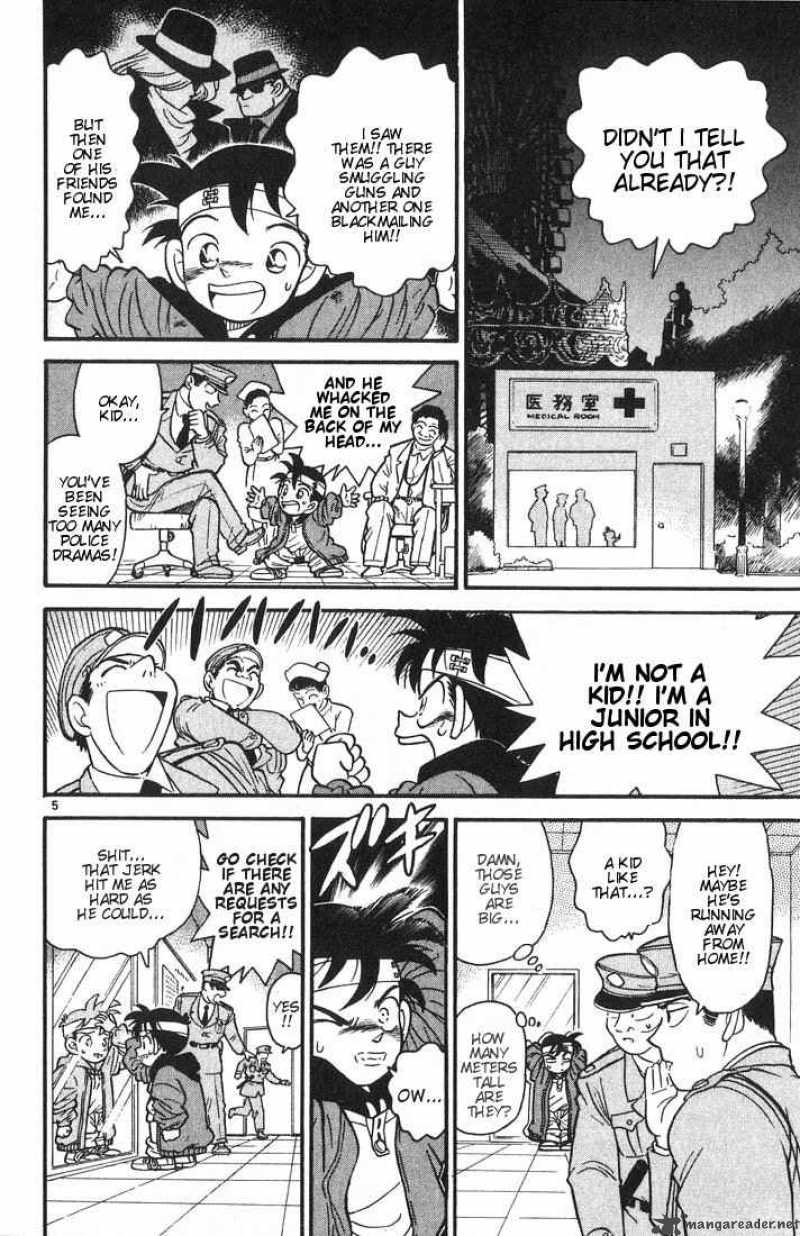 DIDN'T I TELL
YOU THAT
ALREADY?!
医務室
MEDICAL ROOM
I SAW
THEM!! THERE
WAS A GUY
SMUGGLING
GUNS AND
ANOTHER ONE
BLACKMAILING
HIM!!
BUT
THEN
ONE
OF HIS
FRIENDS
FOUND
ME...
AND HE
WHACKED
ME ON THE
BACK OF MY
HEAD...
OKAY,
KID...
YOU'VE
BEEN
SEEING
TOO MANY
POLICE
DRAMAS!
I'M NOT A
KID!! I'M A
JUNIOR IN
HIGH SCHOOL!!
5
HEY!
MAYBE
HE'S
RUNNING
AWAY
FROM
HOME!!
A KID
LIKE
THAT...?
DAMN,
THOSE
GUYS
ARE
BIG...
HOW
MANY
METERS
TALL
ARE
THEY?
ズキ
OW...
GO CHECK
IF THERE
ARE ANY
REQUESTS
FOR A
SEARCH!!
YES
!!
SHIT...
THAT JERK
HIT ME AS
HARD AS
HE COULD...
mangareader.net